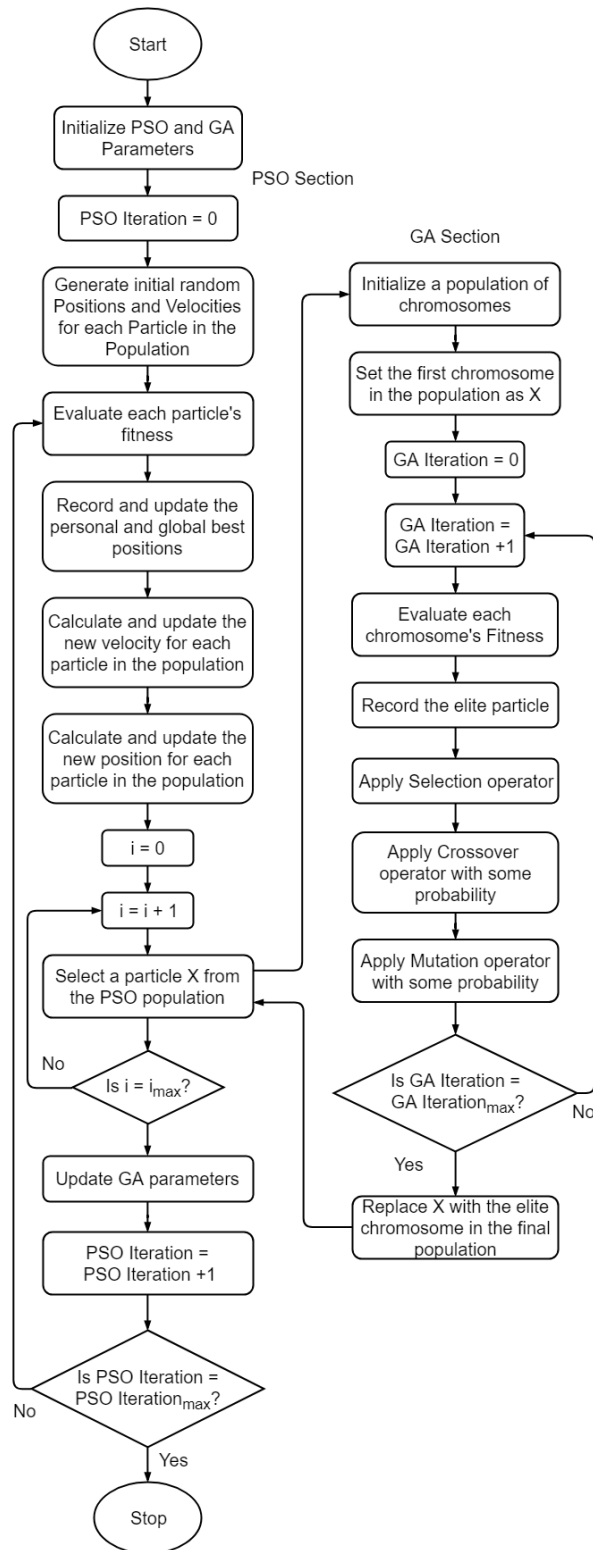 Start
Initialize PSO and GA
Parameters
PSO Section
PSO Iteration = 0
Generate initial random
Positions and Velocities
for each Particle in the
Population
Evaluate each particle's
fitness
Record and update the
personal and global best
positions
Calculate and update the
new velocity for each
particle in the population
Calculate and update the
new position for each
particle in the population
i = 0
i = i + 1
Select a particle X from
the PSO population
No
Is i = imax?
Update GA parameters
PSO Iteration =
PSO Iteration +1
Is PSO Iteration =
PSO Iterationmax?
No
Yes
Stop
GA Section
Initialize a population of
chromosomes
Set the first chromosome
in the population as X
GA Iteration = 0
GA Iteration =
GA Iteration +1
Evaluate each
chromosome's Fitness
Record the elite particle
Apply Selection operator
Apply Crossover
operator with some
probability
Apply Mutation operator
with some probability
Is GA Iteration =
GA Iterationmax?
No
Yes
Replace X with the elite
chromosome in the final
population